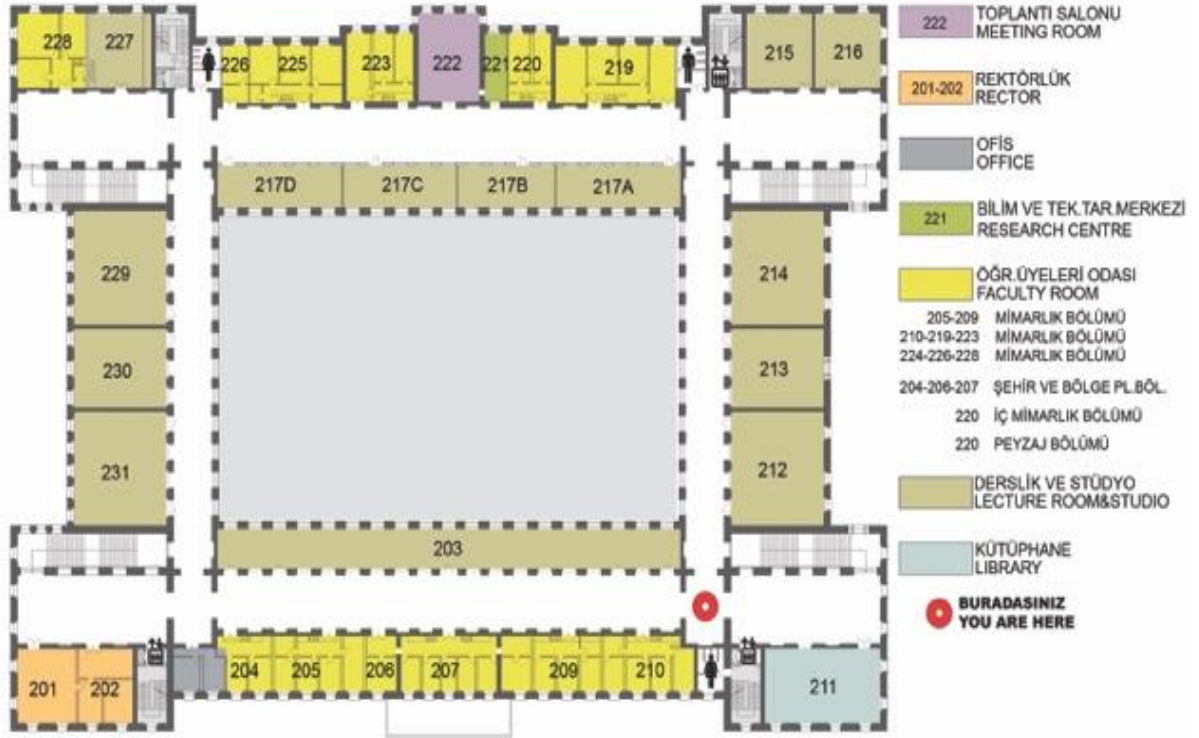 228
227
226
225
223
222
221
220
219
215
216
217D
217C
217B
217A
229
214
230
213
231
212
203
201
202
204
205
206
207
209
210
211
222
TOPLANTI SALONU
MEETING ROOM
201-202
REKTÖRLÜK
RECTOR
OFİS
OFFICE
221
BİLİM VE TEK.TAR.MERKEZİ
RESEARCH CENTRE
ÖĞR.ÜYELERİ ODASI
FACULTY ROOM
205-209 MİMARLIK BÖLÜMÜ
210-219-223 MİMARLIK BÖLÜMÜ
224-226-228 MİMARLIK BÖLÜMÜ
204-206-207 ŞEHİR VE BÖLGE PL.BÖL.
220 İÇ MİMARLIK BÖLÜMÜ
220 PEYZAJ BÖLÜMÜ
DERSLİK VE STÜDYO
LECTURE ROOM&STUDIO
KÜTÜPHANE
LIBRARY
BURADASINIZ
YOU ARE HERE